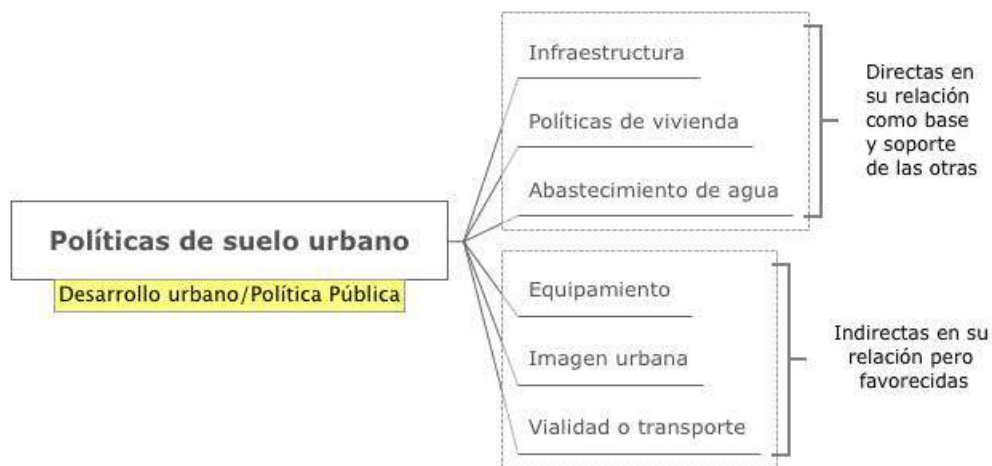 Políticas de suelo urbano
Desarrollo urbano/Política Pública
Infraestructura
Políticas de vivienda
Abastecimiento de agua
Directas en
su relación
como base
y soporte
de las otras
Equipamiento
Imagen urbana
Vialidad o transporte
Indirectas en su
relación pero
favorecidas